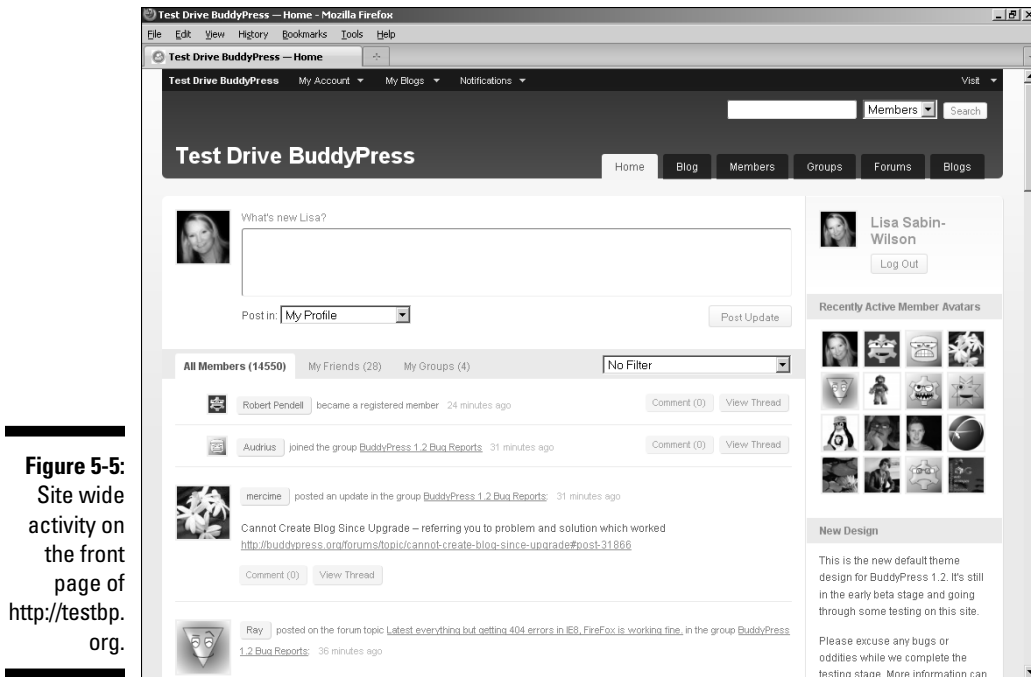 Test Drive BuddyPress — Home - Mozilla Firefox
File Edit View History Bookmarks Tools Help
Test Drive BuddyPress — Home
Test Drive BuddyPress My Account My Blogs Notifications Visit
Members Search
Test Drive BuddyPress
Home Blog Members Groups Forums Blogs
What's new Lisa?
Post in: My Profile Post Update
Lisa Sabin-
Wilson
Log Out
Recently Active Member Avatars
All Members (14550) My Friends (28) My Groups (4) No Filter
Robert Pendell became a registered member 24 minutes ago Comment (0) View Thread
Audrius joined the group BuddyPress 1.2 Bug Reports 31 minutes ago Comment (0) View Thread
mercime posted an update in the group BuddyPress 1.2 Bug Reports: 31 minutes ago
Cannot Create Blog Since Upgrade – referring you to problem and solution which worked
http://buddypress.org/forums/topic/cannot-create-blog-since-upgrade#post-31866
Comment (0) View Thread
Ray posted on the forum topic Latest everything but getting 404 errors in IE8, FireFox is working fine. in the group BuddyPress
1.2 Bug Reports: 36 minutes ago
New Design
This is the new default theme
design for BuddyPress 1.2. It's still
in the early beta stage and going
through some testing on this site.
Please excuse any bugs or
oddities while we complete the
testing stage. More information can
Figure 5-5:
Site wide
activity on
the front
page of
http://testbp.
org.